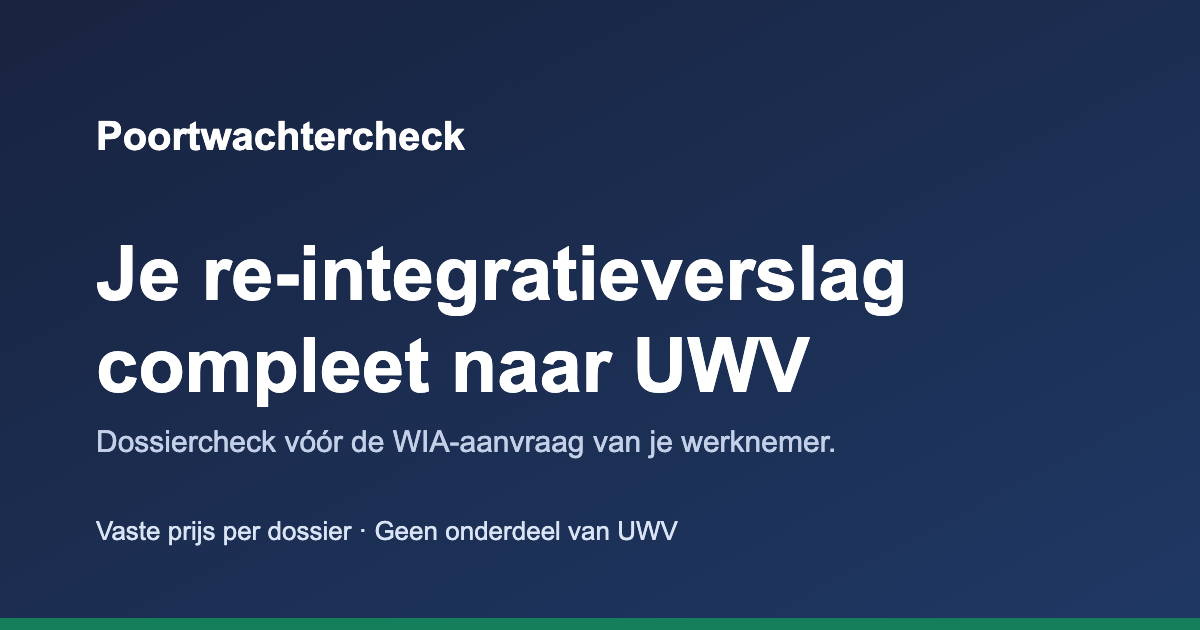 Poortwachtercheck
Je re-integratieverslag
compleet naar UWV
Dossiercheck vóór de WIA-aanvraag van je werknemer.
Vaste prijs per dossier · Geen onderdeel van UWV